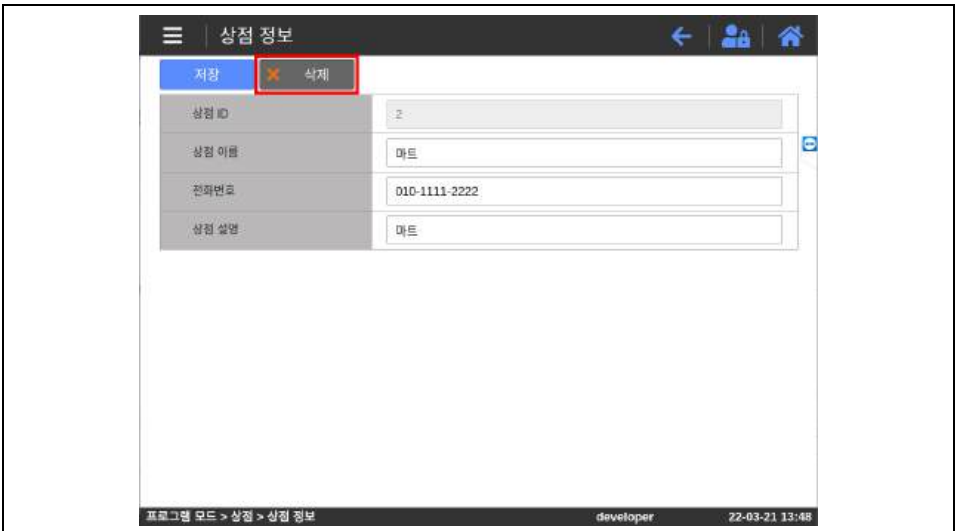 상점 정보
저장 삭제
상점 ID 2
상점 이름 마트
전화번호 010-1111-2222
상점 설명 마트
프로그램 모드 > 상점 > 상점 정보 developer 22-03-21 13:48